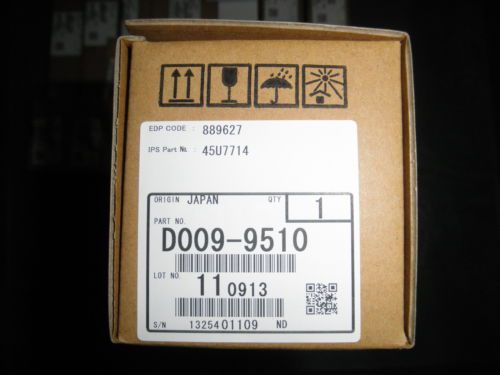 EDP CODE : 889627
IPS Part №. : 45U7714
ORIGIN JAPAN QTY 1
PART NO.
D009-9510
LOT NO. 11 0913
S/N 1325401109 ND